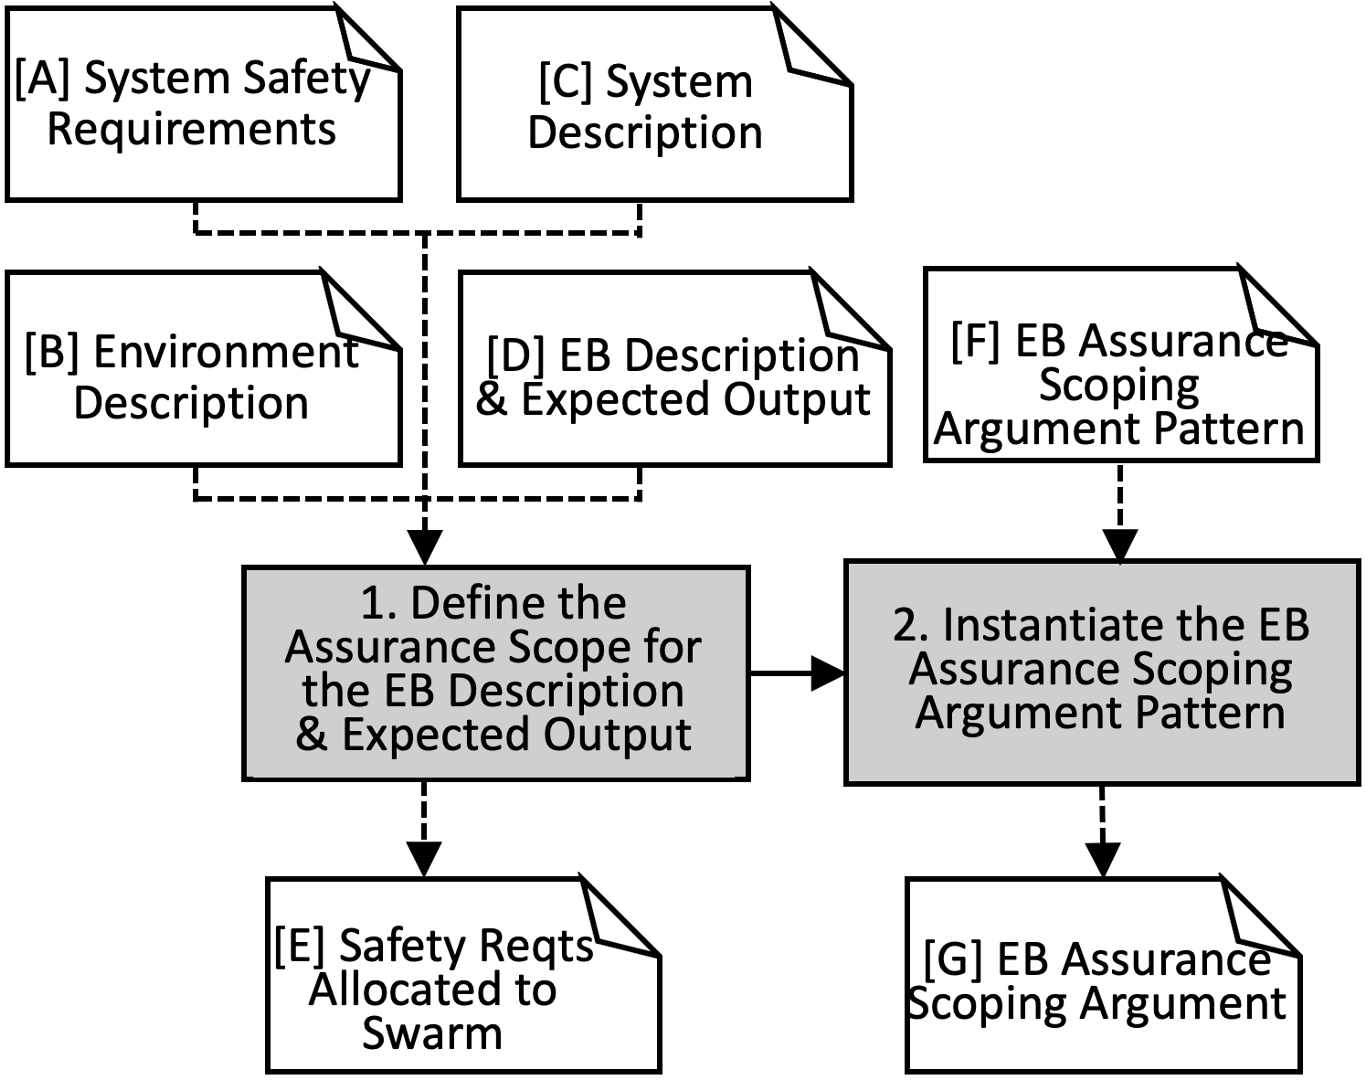 [A] System Safety
Requirements
[C] System
Description
[B] Environment
Description
[D] EB Description
& Expected Output
[F] EB Assurance
Scoping
Argument Pattern
1. Define the
Assurance Scope for
the EB Description
& Expected Output
2. Instantiate the EB
Assurance Scoping
Argument Pattern
[E] Safety Reqts
Allocated to
Swarm
[G] EB Assurance
Scoping Argument